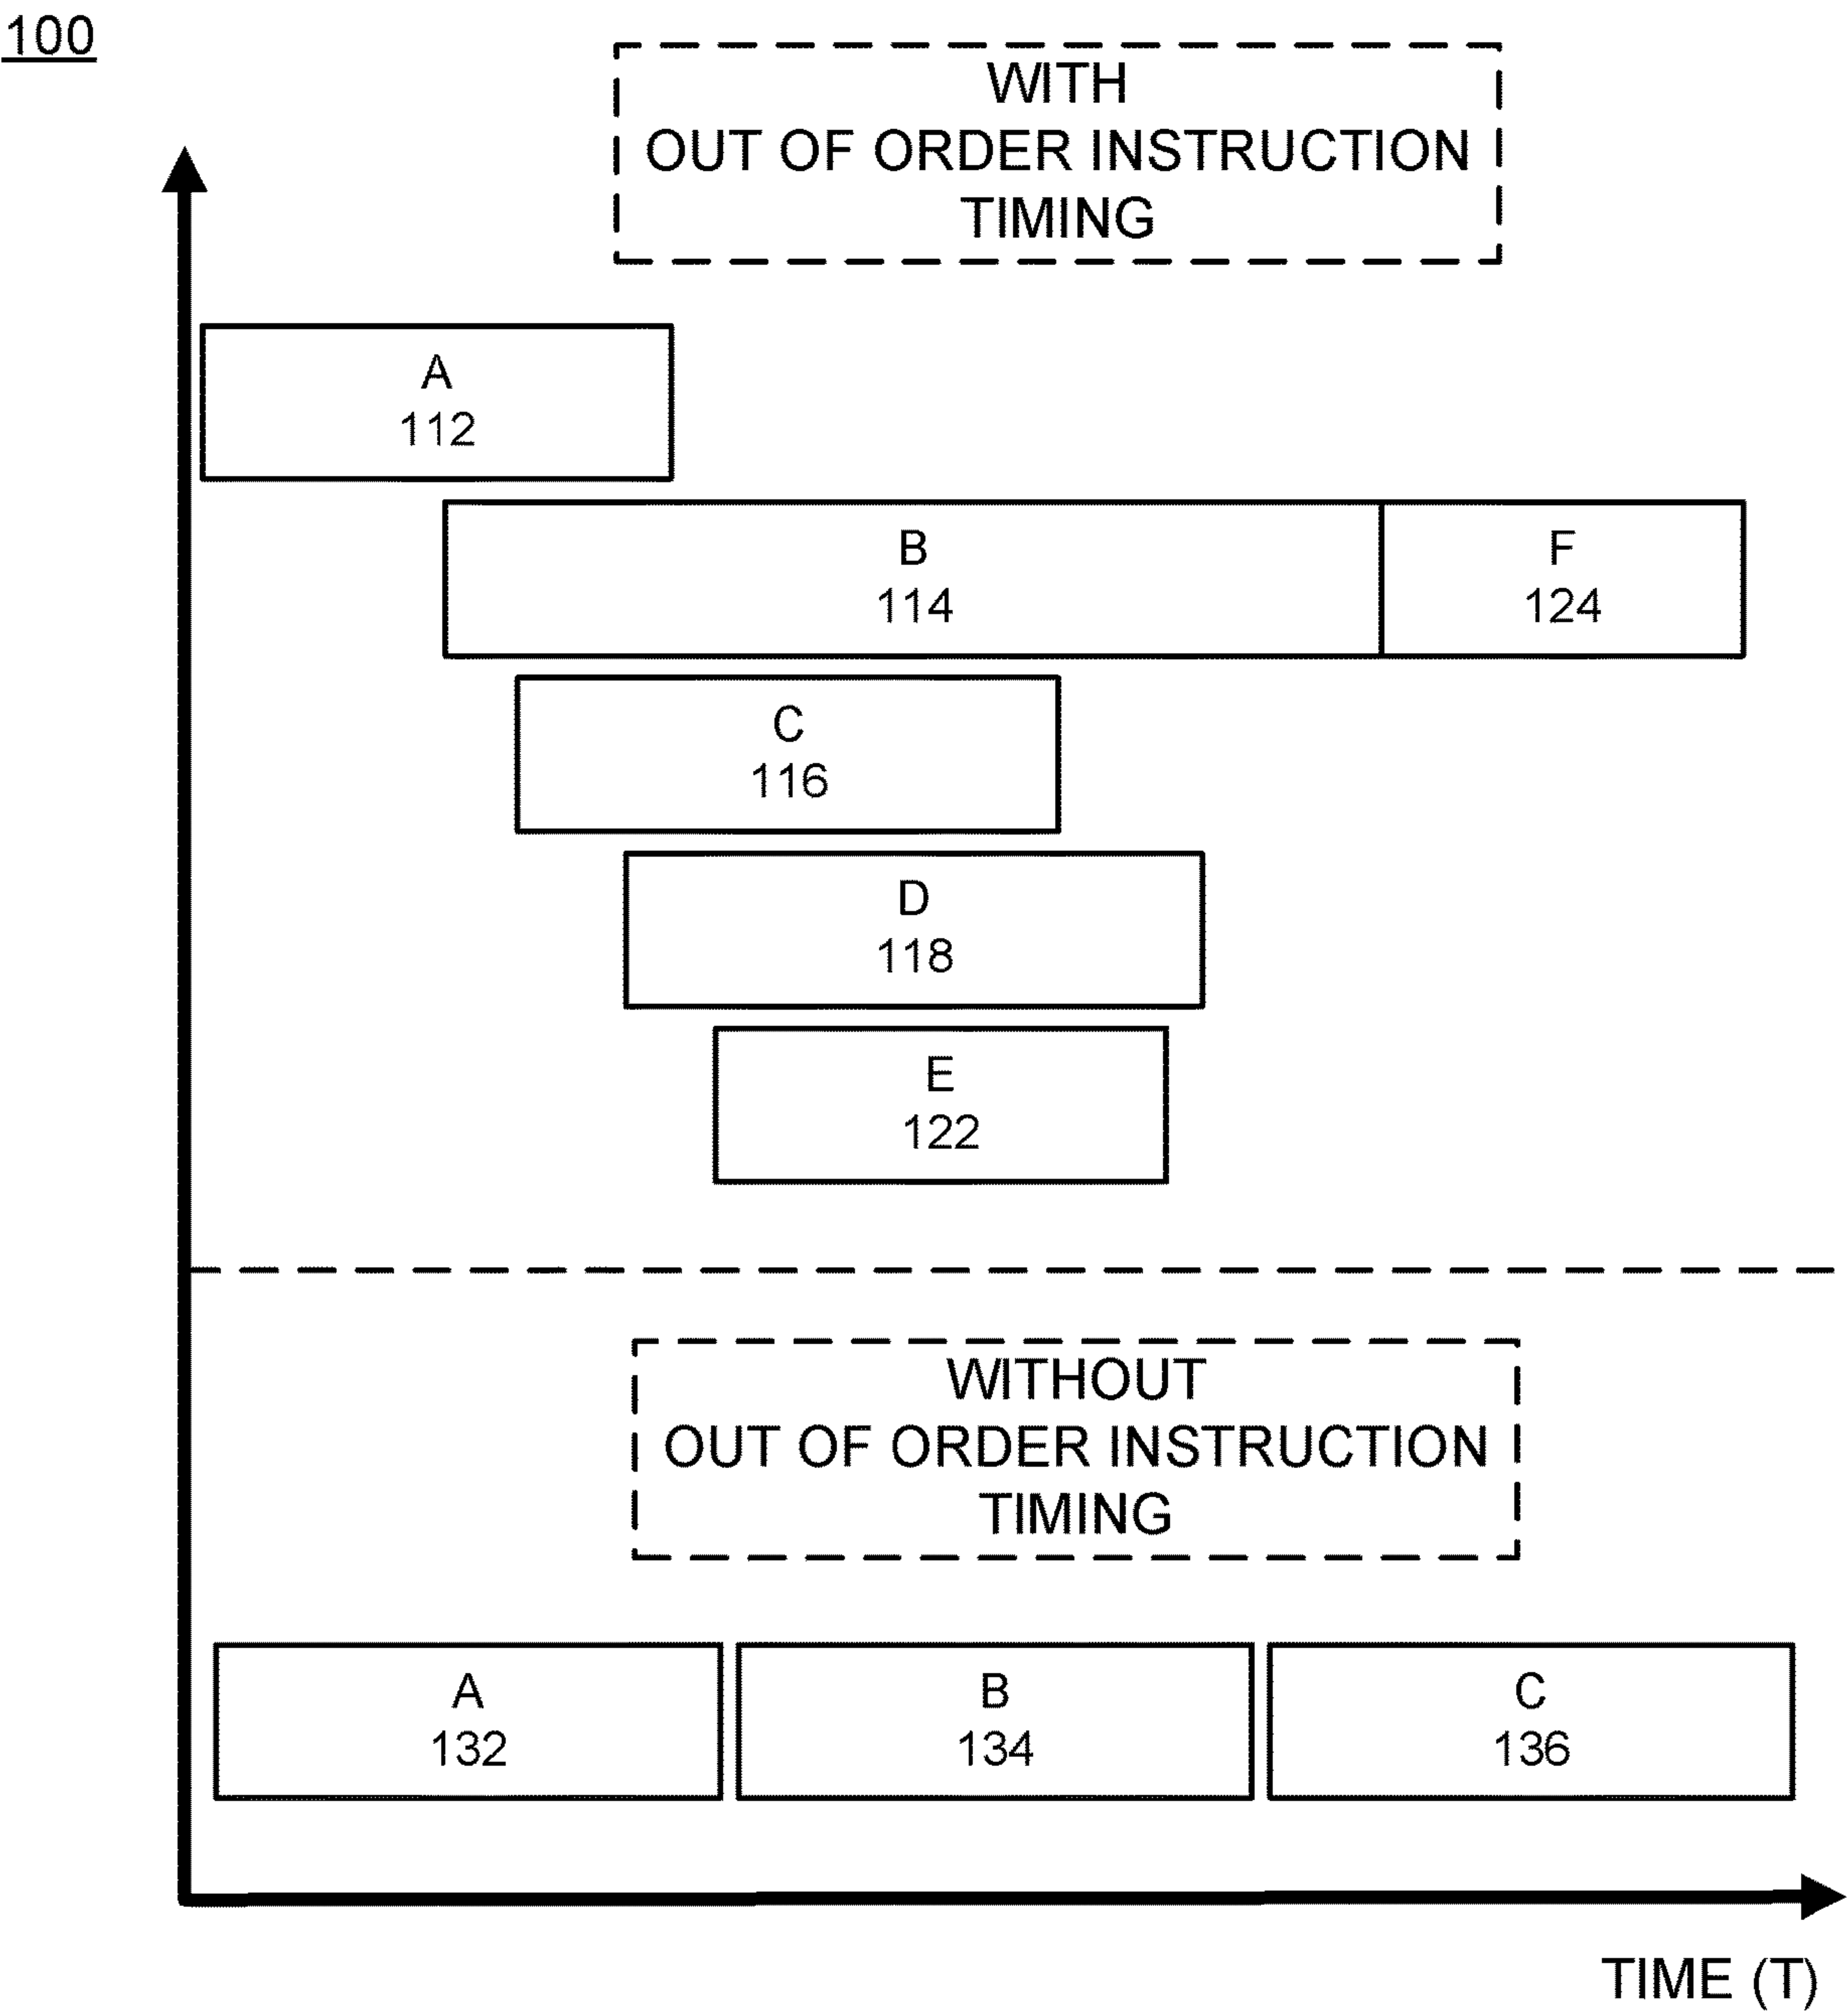 100
WITH
OUT OF ORDER INSTRUCTION
TIMING
A
112
B
114
F
124
C
116
D
118
E
122
WITHOUT
OUT OF ORDER INSTRUCTION
TIMING
A
132
B
134
C
136
TIME (T)